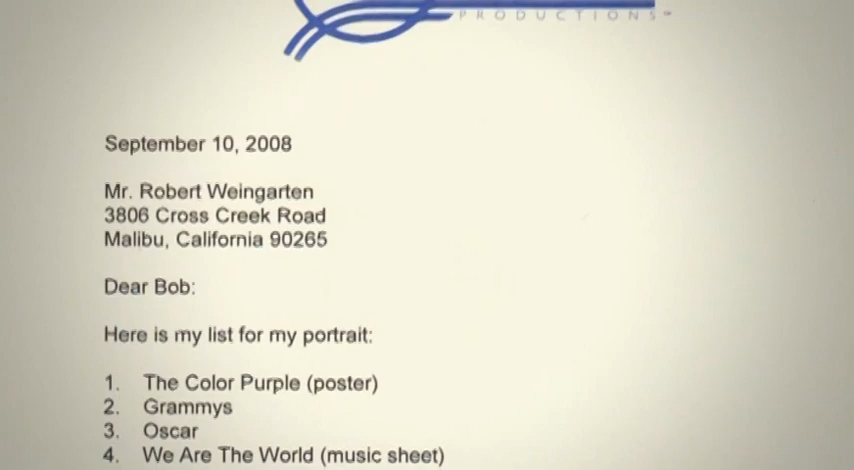 PRODUCTIONS℠
September 10, 2008
Mr. Robert Weingarten
3806 Cross Creek Road
Malibu, California 90265
Dear Bob:
Here is my list for my portrait:
1. The Color Purple (poster)
2. Grammys
3. Oscar
4. We Are The World (music sheet)